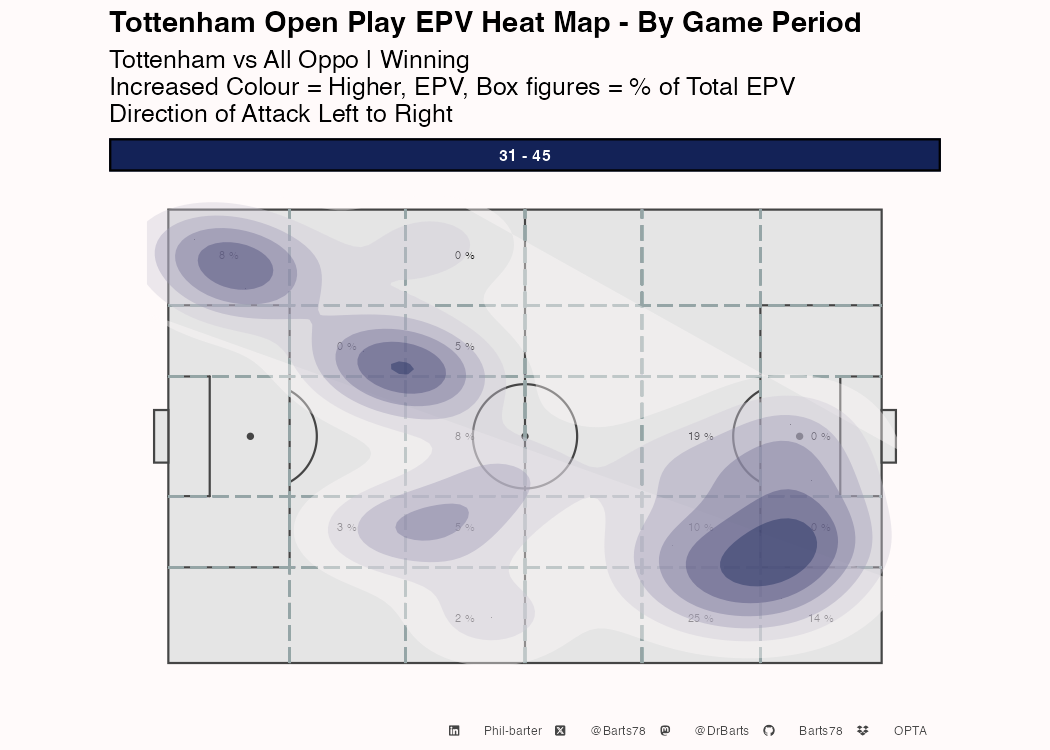 Tottenham Open Play EPV Heat Map - By Game Period
Tottenham vs All Oppo | Winning
Increased Colour = Higher, EPV, Box figures = % of Total EPV
Direction of Attack Left to Right
31 - 45
8 % 0 %
0 % 5 %
8 % 19 % 0 %
3 % 5 % 10 % 0 %
2 % 25 % 14 %
Phil-barter @Barts78 @DrBarts Barts78 OPTA